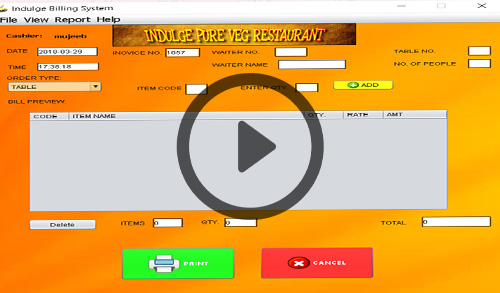 Indulge Billing System
File View Report Help
Cashier: mujeeb
INDULGE PURE VEG RESTAURANT
DATE 2019-03-29 INOVICE NO. 1057 WAITER NO. TABLE NO.
TIME 17:38:18 WAITER NAME NO. OF PEOPLE
ORDER TYPE:
TABLE ITEM CODE ENTER QTY. ADD
BILL PREVIEW:
CODE ITEM NAME QTY. RATE AMT
Delete ITEMS 0 QTY. 0 TOTAL 0
PRINT CANCEL